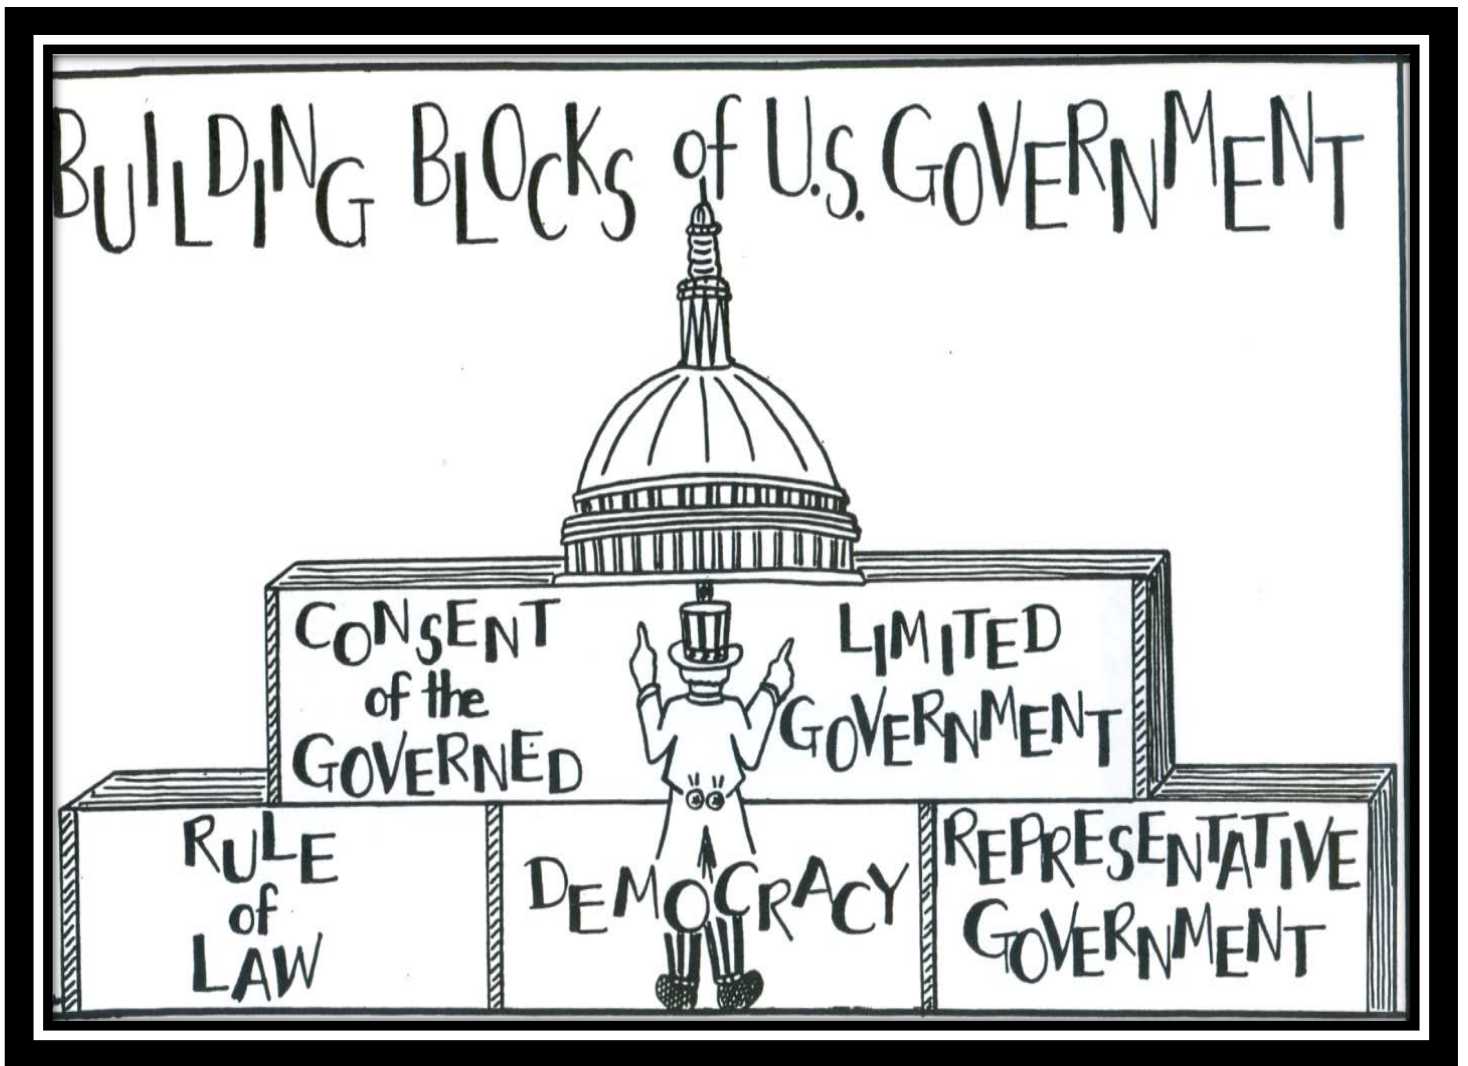 BUILDING BLOCKS of U.S. GOVERNMENT
CONSENT
of the
GOVERNED
LIMITED
GOVERNMENT
RULE
of
LAW
DEMOCRACY
REPRESENTATIVE
GOVERNMENT